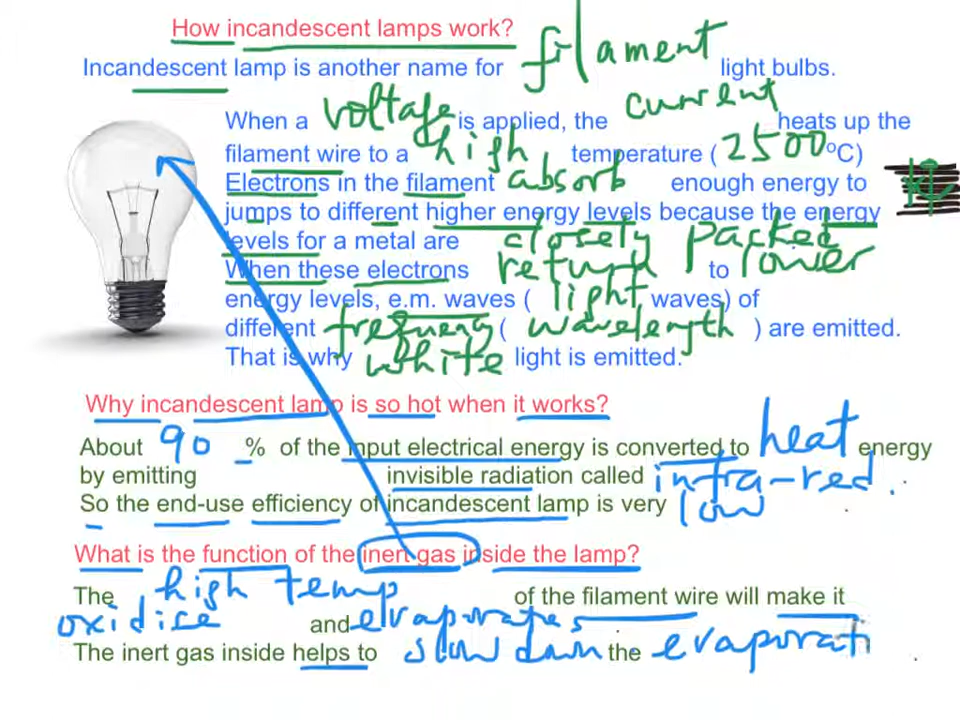 How incandescent lamps work?
Incandescent lamp is another name for filament light bulbs.
When a voltage is applied, the current heats up the
filament wire to a high temperature ( 2500 °C)
Electrons in the filament absorb enough energy to
jumps to different higher energy levels because the energy
levels for a metal are closely packed
When these electrons return to lower
energy levels, e.m. waves ( light waves) of
different frequency ( wavelength ) are emitted.
That is why white light is emitted.
Why incandescent lamp is so hot when it works?
About 90 % of the input electrical energy is converted to heat energy
by emitting invisible radiation called infra-red .
So the end-use efficiency of incandescent lamp is very low .
What is the function of the inert gas inside the lamp?
The high temp of the filament wire will make it
oxidise and evaporates .
The inert gas inside helps to slow down the evaporati .